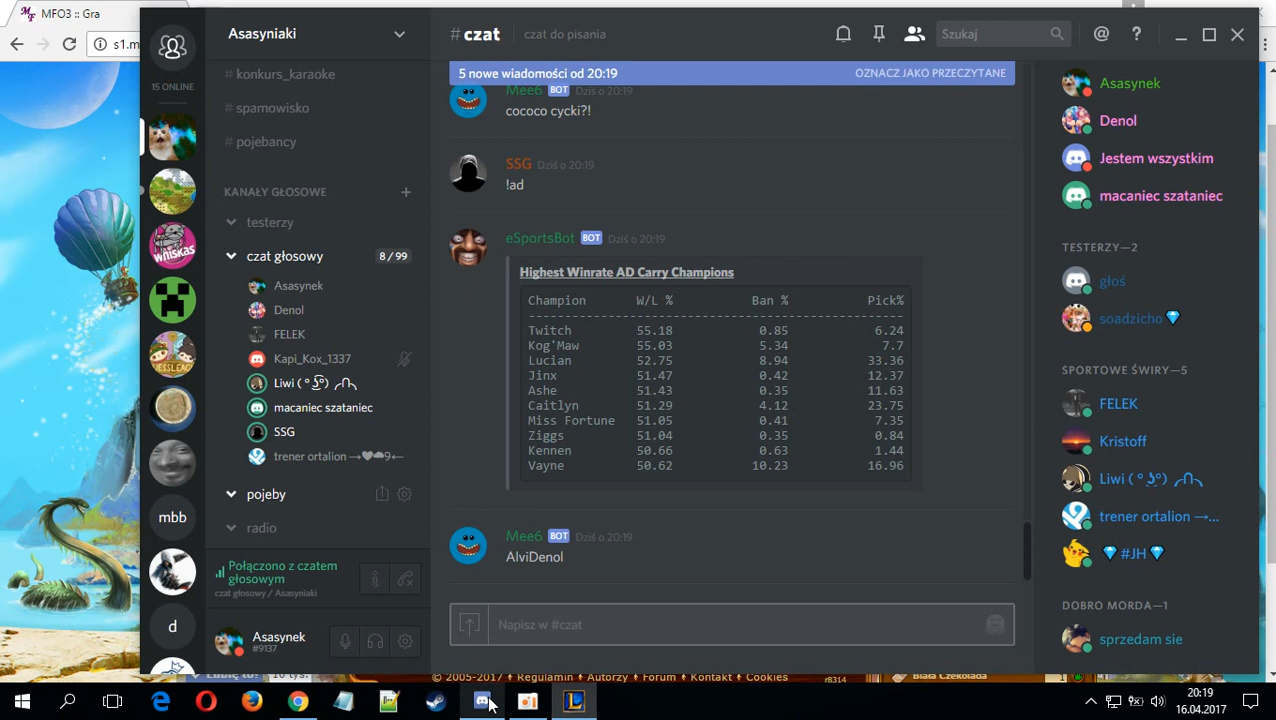 MFO3 :: Gra
s1.m
15 ONLINE
mbb
d
Asasyniaki
# konkurs_karaoke
# spamowisko
# pojebancy
KANAŁY GŁOSOWE
testerzy
czat głosowy 8 / 99
Asasynek
Denol
FELEK
Kapi_Kox_1337
Liwi ( ° ͜ʖ °) ╭∩╮
macaniec szataniec
SSG
trener ortalion →❤☁9←
pojeby
radio
Połączono z czatem
głosowym
czat głosowy / Asasyniaki
Asasynek
#9137
#czat czat do pisania
Szukaj
5 nowe wiadomości od 20:19 OZNACZ JAKO PRZECZYTANE
Mee6 BOT Dziś o 20:19
cococo cycki?!
SSG Dziś o 20:19
!ad
eSportsBot BOT Dziś o 20:19
Highest Winrate AD Carry Champions
Champion W/L % Ban % Pick%
Twitch 55.18 0.85 6.24
Kog'Maw 55.03 5.34 7.7
Lucian 52.75 8.94 33.36
Jinx 51.47 0.42 12.37
Ashe 51.43 0.35 11.63
Caitlyn 51.29 4.12 23.75
Miss Fortune 51.05 0.41 7.35
Ziggs 51.04 0.35 0.84
Kennen 50.66 0.63 1.44
Vayne 50.62 10.23 16.96
Mee6 BOT Dziś o 20:19
AlviDenol
Napisz w #czat
Asasynek
Denol
Jestem wszystkim
macaniec szataniec
TESTERZY—2
głoś
soadzicho 💎
SPORTOWE ŚWIRY—5
FELEK
Kristoff
Liwi ( ° ͜ʖ °) ╭∩╮
trener ortalion →...
💎 #JH 💎
DOBRO MORDA—1
sprzedam sie
© 2005-2017 • Regulamin • Autorzy • Forum • Kontakt • Cookies
r8314
Biała Czekolada
20:19
16.04.2017